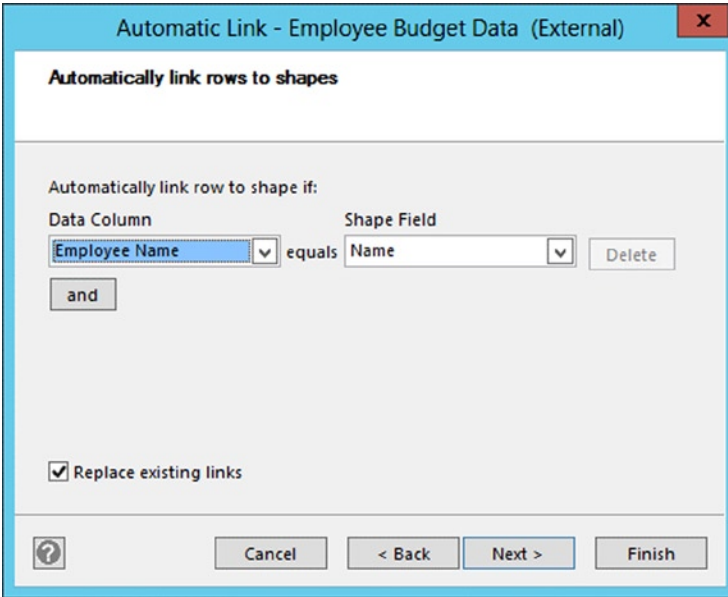 Automatic Link - Employee Budget Data (External)
x
Automatically link rows to shapes
Automatically link row to shape if:
Data Column Shape Field
Employee Name equals Name Delete
and
Replace existing links
? Cancel < Back Next > Finish